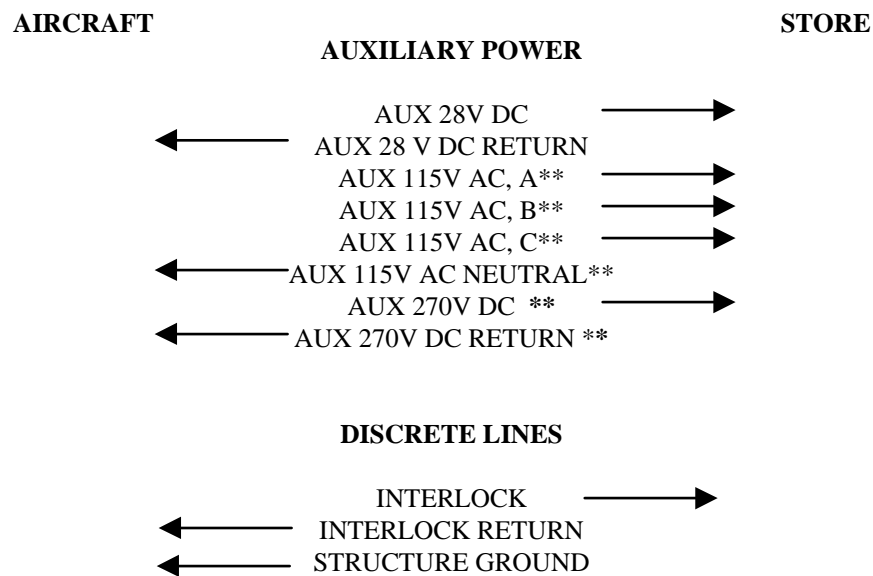 AIRCRAFT STORE
AUXILIARY POWER
AUX 28V DC
AUX 28 V DC RETURN
AUX 115V AC, A**
AUX 115V AC, B**
AUX 115V AC, C**
AUX 115V AC NEUTRAL**
AUX 270V DC **
AUX 270V DC RETURN **
DISCRETE LINES
INTERLOCK
INTERLOCK RETURN
STRUCTURE GROUND